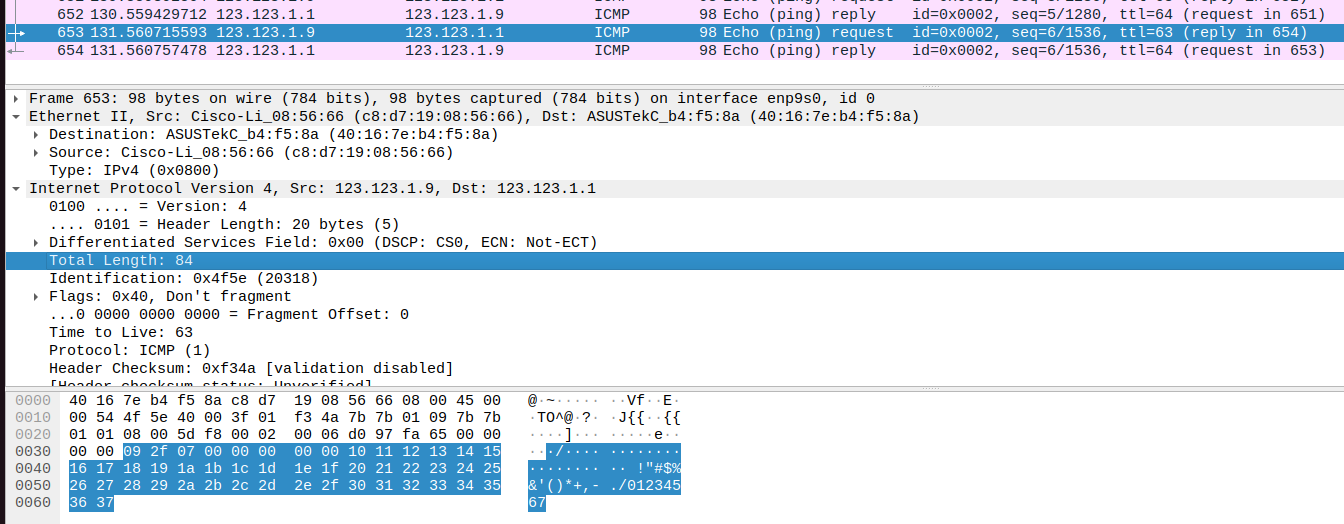 652 130.559429712 123.123.1.1 123.123.1.9 ICMP 98 Echo (ping) reply id=0x0002, seq=5/1280, ttl=64 (request in 651)
653 131.560715593 123.123.1.9 123.123.1.1 ICMP 98 Echo (ping) request id=0x0002, seq=6/1536, ttl=63 (reply in 654)
654 131.560757478 123.123.1.1 123.123.1.9 ICMP 98 Echo (ping) reply id=0x0002, seq=6/1536, ttl=64 (request in 653)
Frame 653: 98 bytes on wire (784 bits), 98 bytes captured (784 bits) on interface enp9s0, id 0
Ethernet II, Src: Cisco-Li_08:56:66 (c8:d7:19:08:56:66), Dst: ASUSTekC_b4:f5:8a (40:16:7e:b4:f5:8a)
Destination: ASUSTekC_b4:f5:8a (40:16:7e:b4:f5:8a)
Source: Cisco-Li_08:56:66 (c8:d7:19:08:56:66)
Type: IPv4 (0x0800)
Internet Protocol Version 4, Src: 123.123.1.9, Dst: 123.123.1.1
0100 .... = Version: 4
.... 0101 = Header Length: 20 bytes (5)
Differentiated Services Field: 0x00 (DSCP: CS0, ECN: Not-ECT)
Total Length: 84
Identification: 0x4f5e (20318)
Flags: 0x40, Don't fragment
...0 0000 0000 0000 = Fragment Offset: 0
Time to Live: 63
Protocol: ICMP (1)
Header Checksum: 0xf34a [validation disabled]
[Header checksum status: Unverified]
0000 40 16 7e b4 f5 8a c8 d7 19 08 56 66 08 00 45 00 @·~····· ··Vf··E·
0010 00 54 4f 5e 40 00 3f 01 f3 4a 7b 7b 01 09 7b 7b ·TO^@·?· ·J{{··{{
0020 01 01 08 00 5d f8 00 02 00 06 d0 97 fa 65 00 00 ····]··· ·····e··
0030 00 00 09 2f 07 00 00 00 00 00 10 11 12 13 14 15 ···/···· ········
0040 16 17 18 19 1a 1b 1c 1d 1e 1f 20 21 22 23 24 25 ········ ·· !"#$%
0050 26 27 28 29 2a 2b 2c 2d 2e 2f 30 31 32 33 34 35 &'()*+,- ./012345
0060 36 37 67